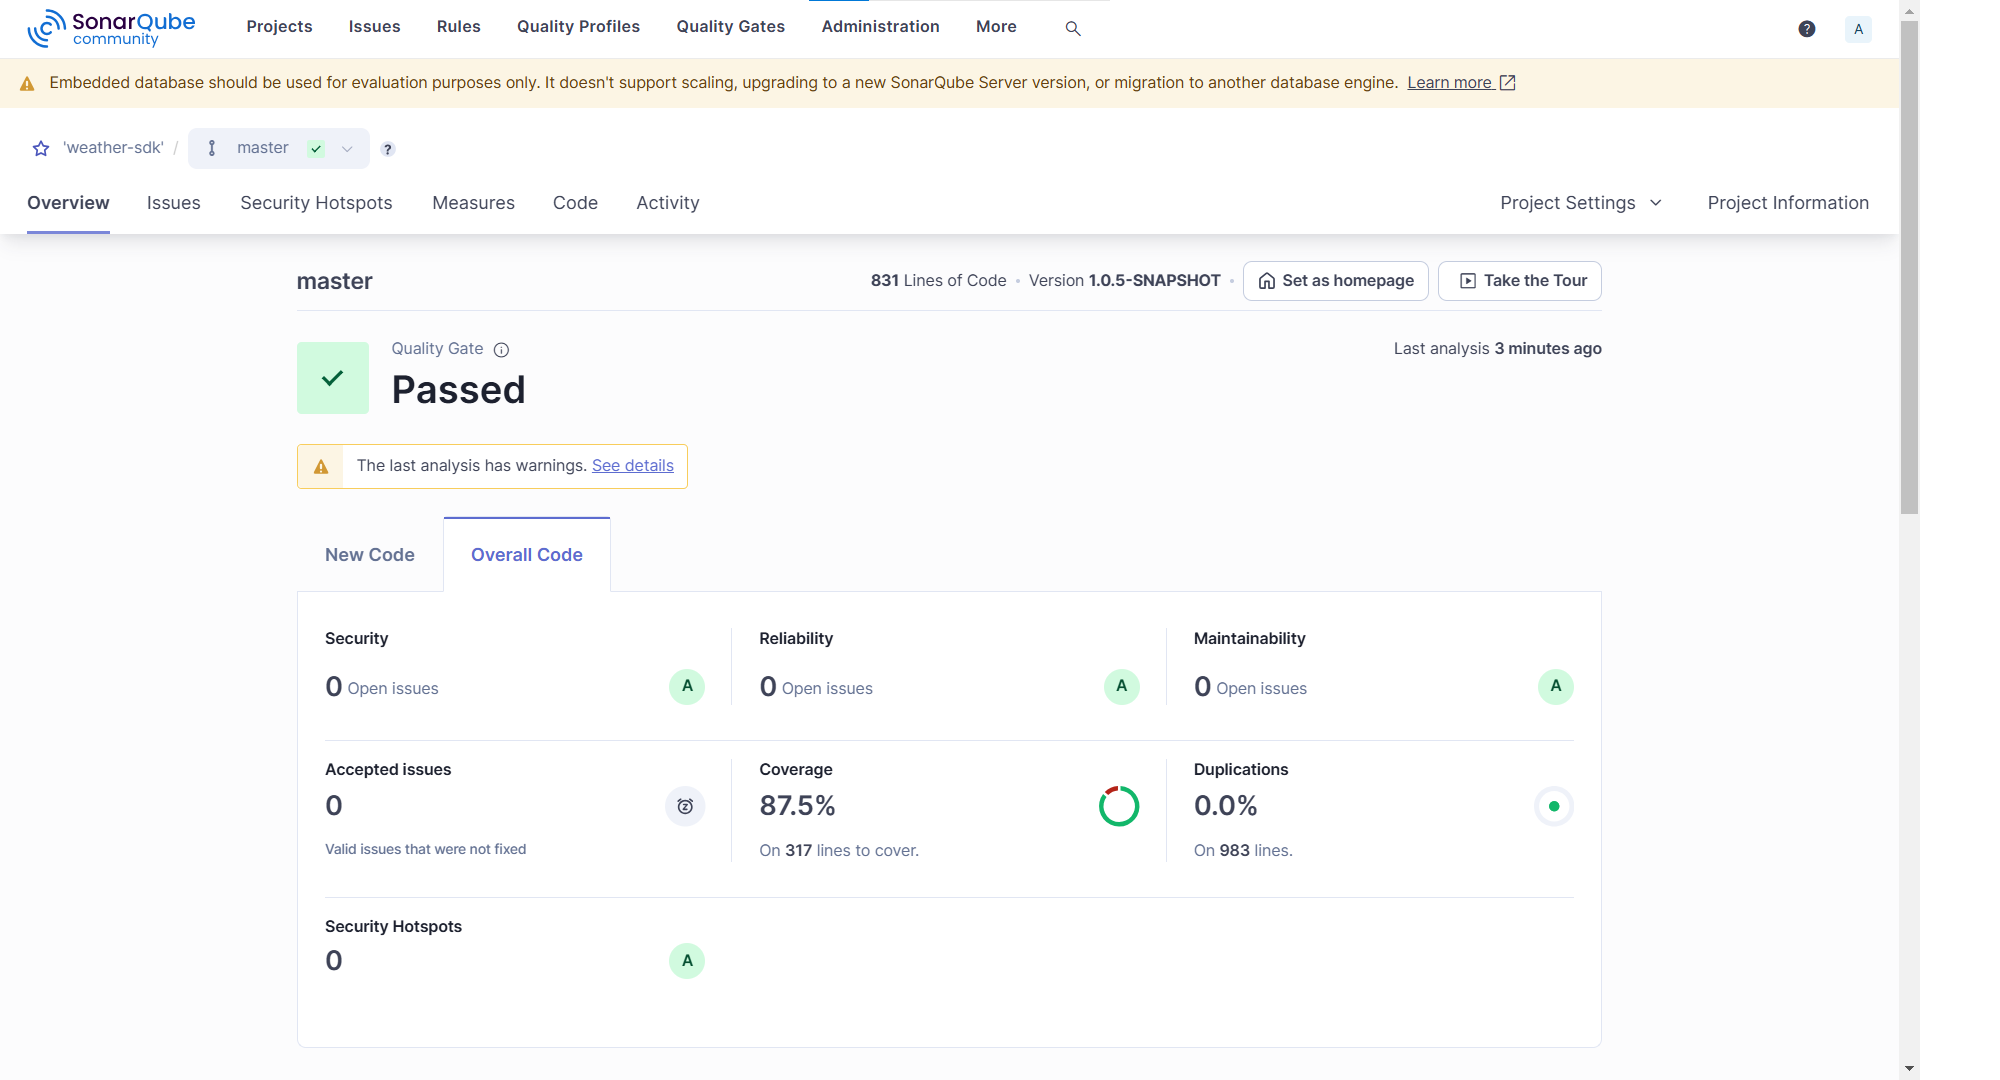 SonarQube community
Projects Issues Rules Quality Profiles Quality Gates Administration More ? A
Embedded database should be used for evaluation purposes only. It doesn't support scaling, upgrading to a new SonarQube Server version, or migration to another database engine. Learn more
'weather-sdk' / master ?
Overview Issues Security Hotspots Measures Code Activity Project Settings Project Information
master 831 Lines of Code • Version 1.0.5-SNAPSHOT • Set as homepage Take the Tour
Quality Gate Last analysis 3 minutes ago
Passed
The last analysis has warnings. See details
New Code Overall Code
Security Reliability Maintainability
0 Open issues A 0 Open issues A 0 Open issues A
Accepted issues Coverage Duplications
0 87.5% 0.0%
Valid issues that were not fixed On 317 lines to cover. On 983 lines.
Security Hotspots
0 A